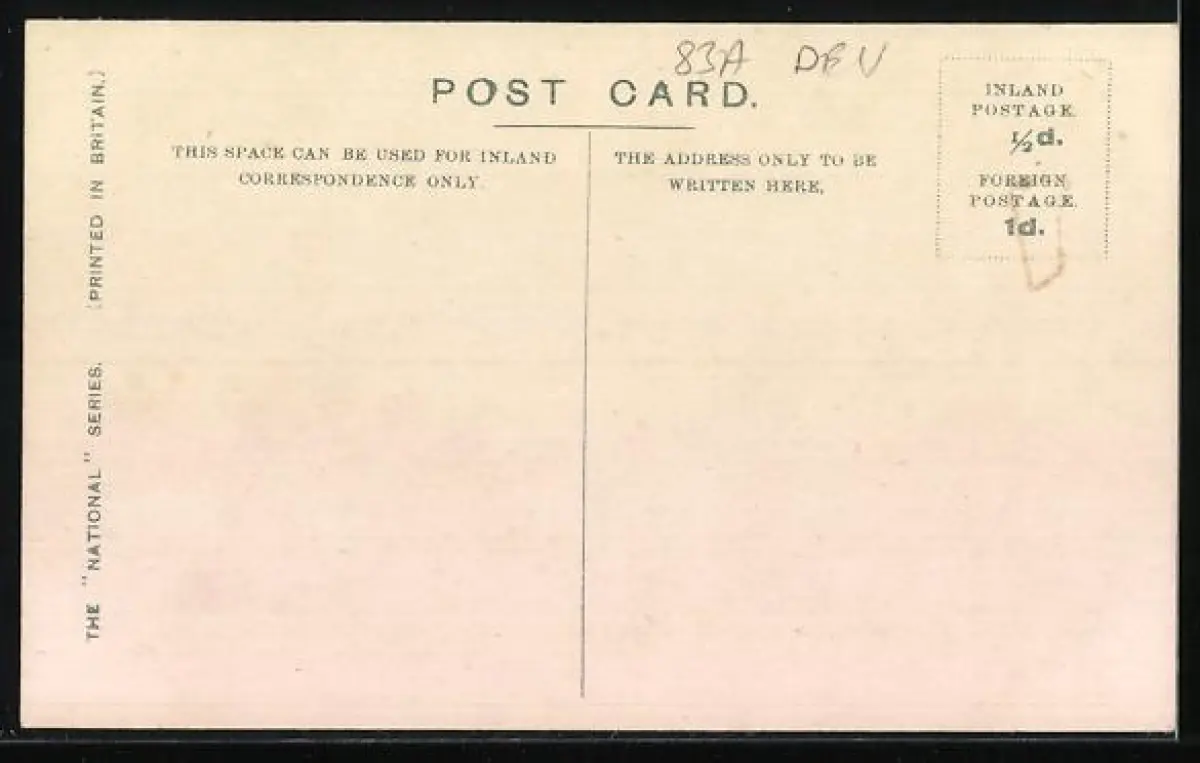 83A DEV
POST CARD.
THIS SPACE CAN BE USED FOR INLAND
CORRESPONDENCE ONLY.
THE ADDRESS ONLY TO BE
WRITTEN HERE.
INLAND
POSTAGE.
½d.
FOREIGN
POSTAGE.
1d.
THE "NATIONAL" SERIES. (PRINTED IN BRITAIN.)